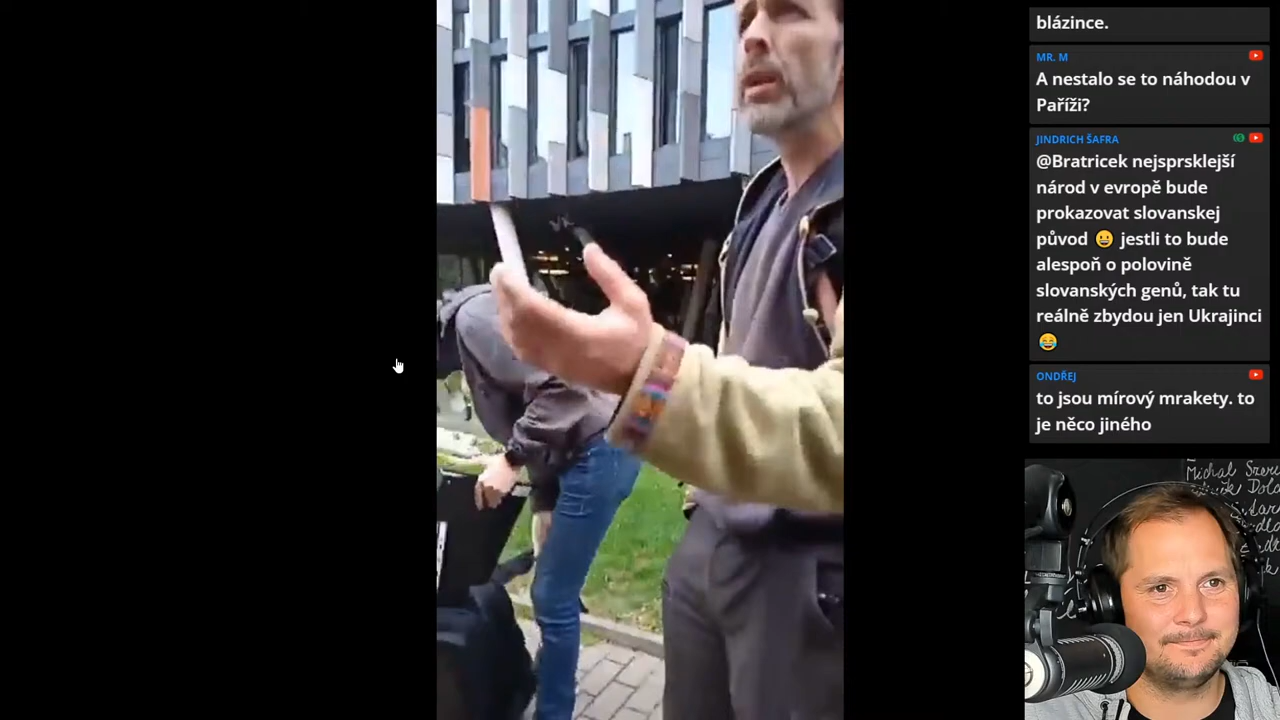 blázince.
MR. M
A nestalo se to náhodou v
Paříži?
JINDRICH ŠAFRA
@Bratricek nejsprsklejší
národ v evropě bude
prokazovat slovanskej
původ 😀 jestli to bude
alespoň o polovině
slovanských genů, tak tu
reálně zbydou jen Ukrajinci
😂
ONDŘEJ
to jsou mírový mrakety. to
je něco jiného
Michal